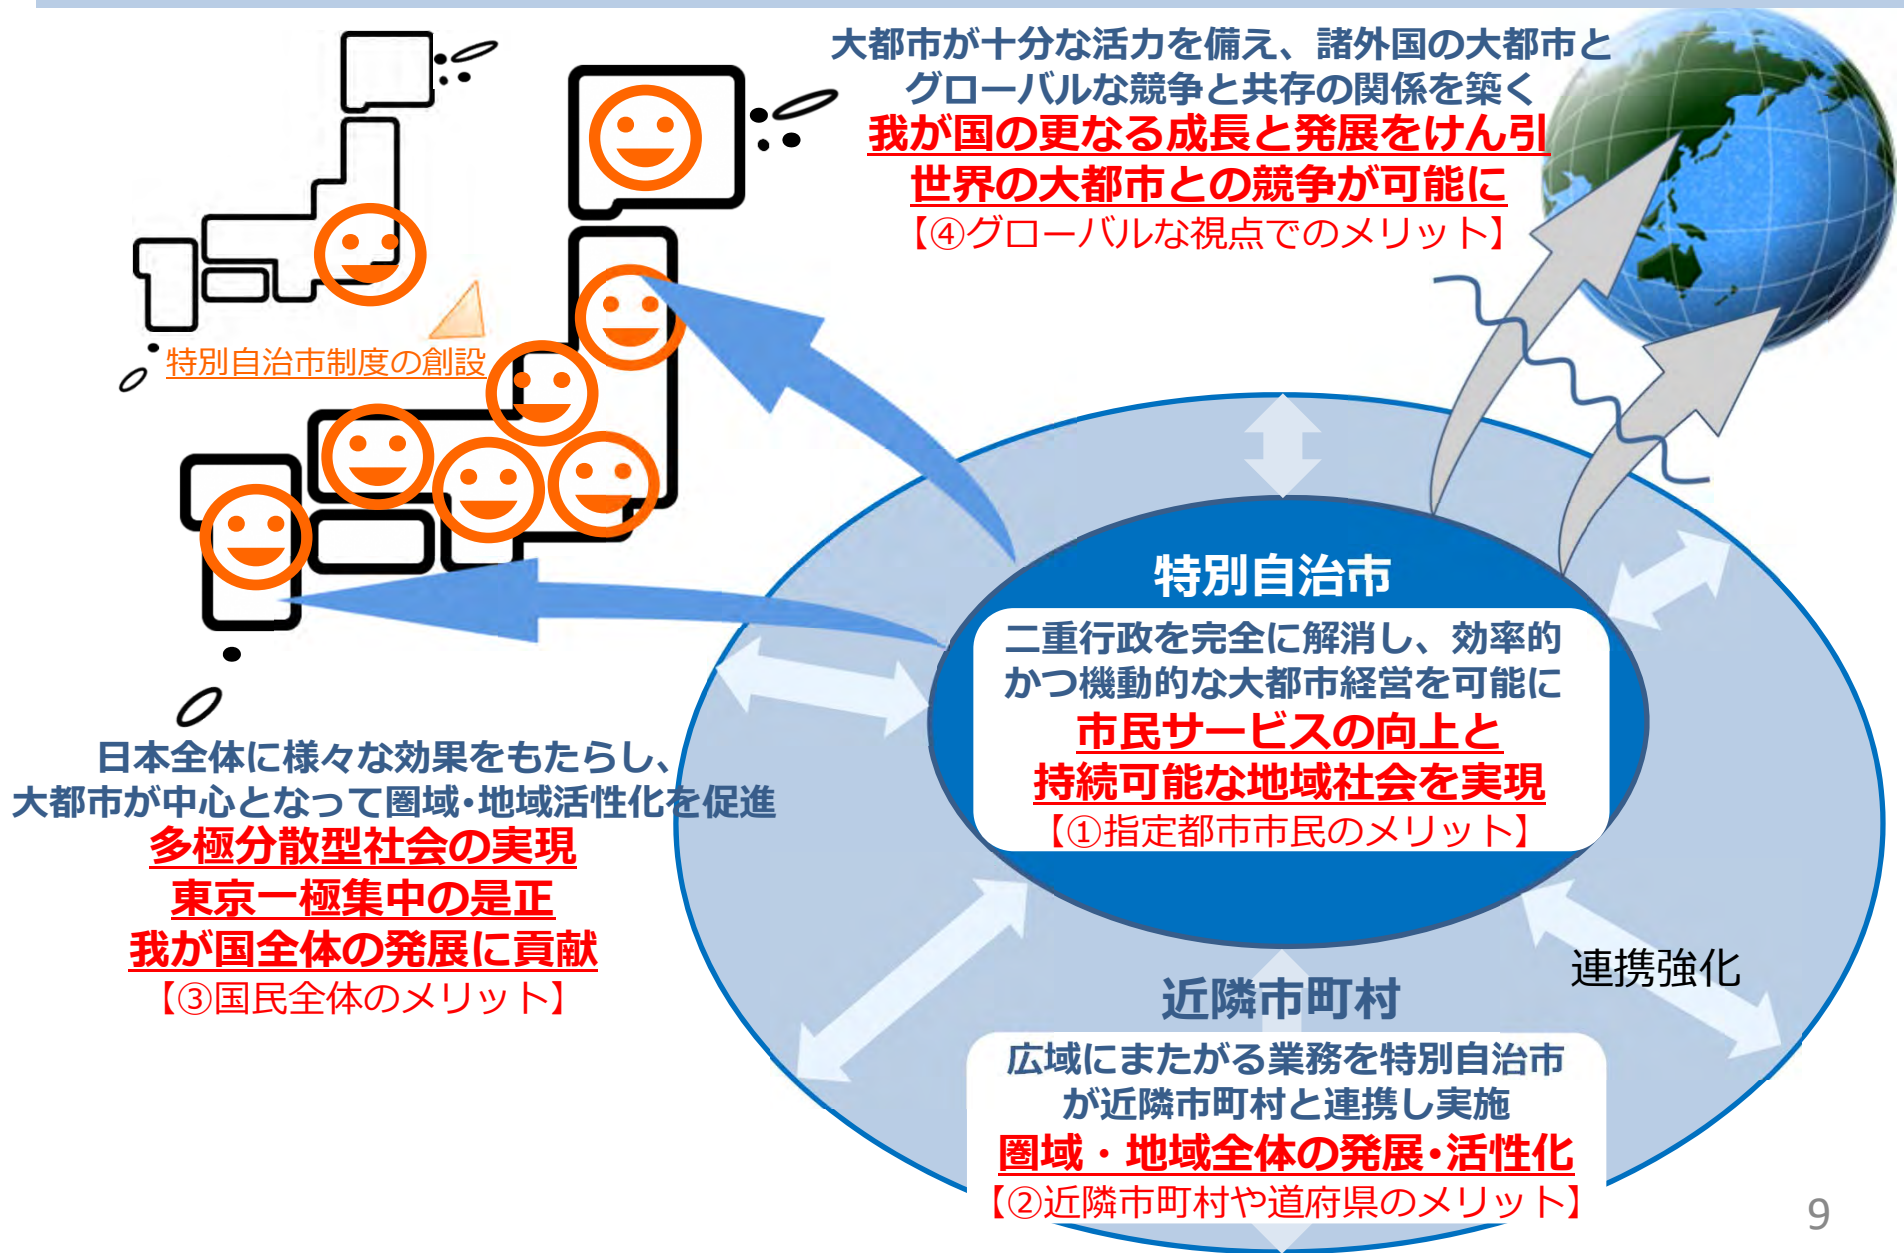 大都市が十分な活力を備え、諸外国の大都市と
グローバルな競争と共存の関係を築く
我が国の更なる成長と発展をけん引
世界の大都市との競争が可能に
【④グローバルな視点でのメリット】
特別自治市制度の創設
特別自治市
二重行政を完全に解消し、効率的
かつ機動的な大都市経営を可能に
市民サービスの向上と
持続可能な地域社会を実現
【①指定都市市民のメリット】
日本全体に様々な効果をもたらし、
大都市が中心となって圏域・地域活性化を促進
多極分散型社会の実現
東京一極集中の是正
我が国全体の発展に貢献
【③国民全体のメリット】
連携強化
近隣市町村
広域にまたがる業務を特別自治市
が近隣市町村と連携し実施
圏域・地域全体の発展・活性化
【②近隣市町村や道府県のメリット】
9